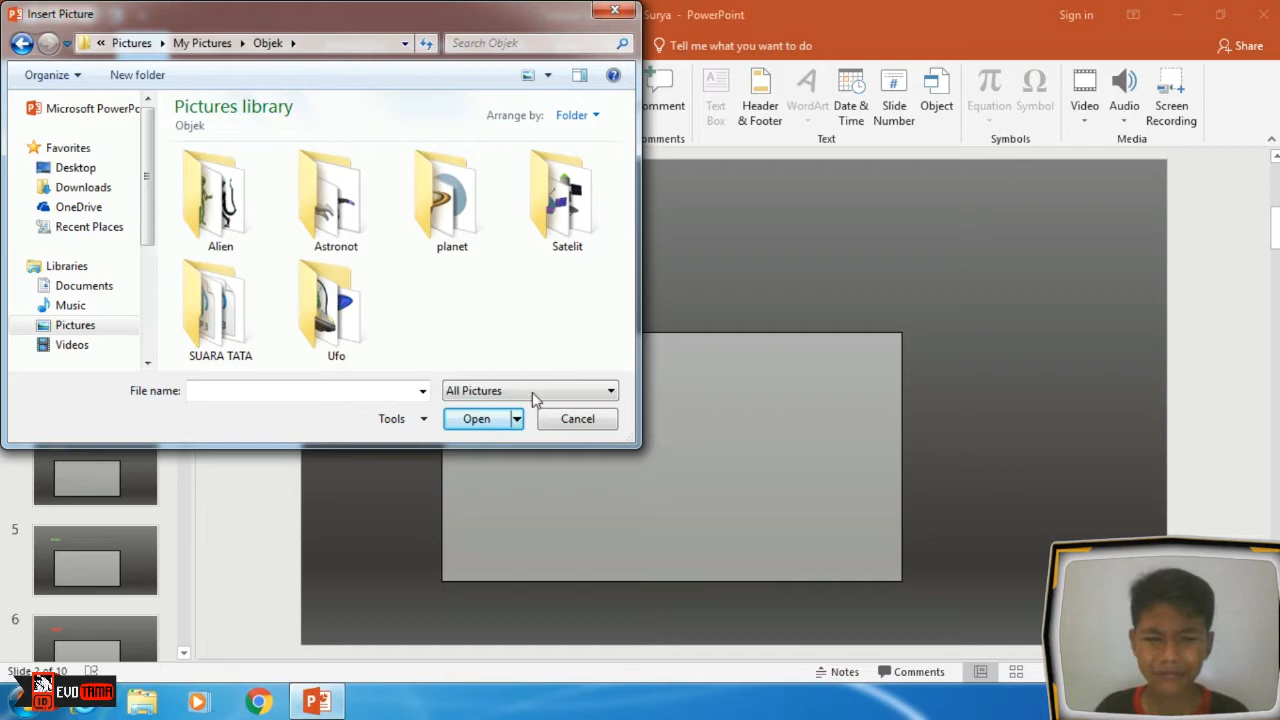 Insert Picture
Surya - PowerPoint
Sign in
« Pictures My Pictures Objek
Search Objek
Tell me what you want to do
Share
Organize
New folder
Microsoft PowerPc
Favorites
Desktop
Downloads
OneDrive
Recent Places
Libraries
Documents
Music
Pictures
Videos
Pictures library
Objek
Arrange by: Folder
Alien
Astronot
planet
Satelit
SUARA TATA
Ufo
File name:
All Pictures
Tools
Open
Cancel
omment
Text Box
Header & Footer
WordArt
Date & Time
Slide Number
Object
Equation
Symbol
Video
Audio
Screen Recording
omments
Text
Symbols
Media
5
6
Slide 2 of 10
Notes
Comments
ID
EVOTAMA